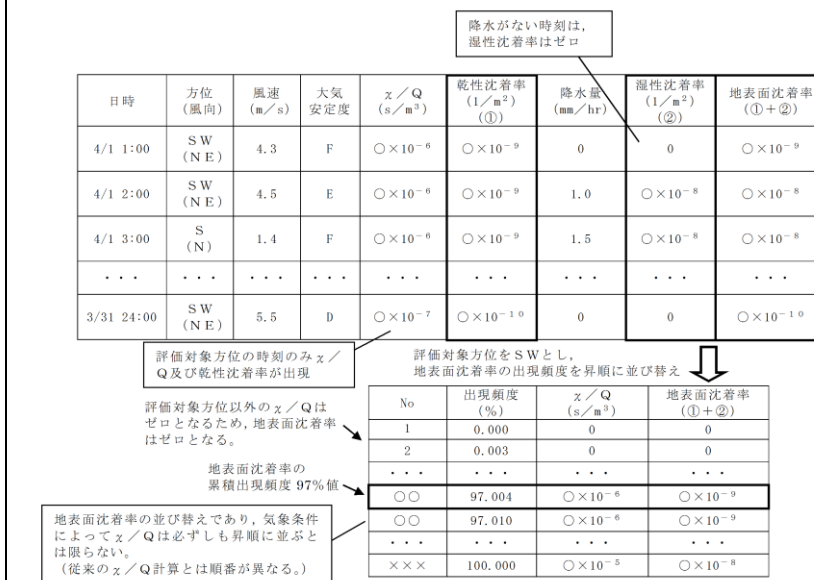 降水がない時刻は,
湿性沈着率はゼロ
日時 方位(風向) 風速(m/s) 大気安定度 χ/Q(s/m³) 乾性沈着率(1/m²)(①) 降水量(mm/hr) 湿性沈着率(1/m²)(②) 地表面沈着率(①+②)
4/1 1:00 SW(NE) 4.3 F ○×10⁻⁶ ○×10⁻⁹ 0 0 ○×10⁻⁹
4/1 2:00 SW(NE) 4.5 E ○×10⁻⁶ ○×10⁻⁹ 1.0 ○×10⁻⁸ ○×10⁻⁸
4/1 3:00 S(N) 1.4 F ○×10⁻⁶ ○×10⁻⁹ 1.5 ○×10⁻⁸ ○×10⁻⁸
・・・ ・・・ ・・・ ・・・ ・・・ ・・・ ・・・ ・・・ ・・・
3/31 24:00 SW(NE) 5.5 D ○×10⁻⁷ ○×10⁻¹⁰ 0 0 ○×10⁻¹⁰
評価対象方位の時刻のみχ/
Q及び乾性沈着率が出現
評価対象方位をSWとし,
地表面沈着率の出現頻度を昇順に並び替え
評価対象方位以外のχ/Qは
ゼロとなるため,地表面沈着率
はゼロとなる。
地表面沈着率の
累積出現頻度97%値
地表面沈着率の並び替えであり,気象条件
によってχ/Qは必ずしも昇順に並ぶと
は限らない。
(従来のχ/Q計算とは順番が異なる。)
No 出現頻度(%) χ/Q(s/m³) 地表面沈着率(①+②)
1 0.000 0 0
2 0.003 0 0
・・・ ・・・ ・・・ ・・・
○○ 97.004 ○×10⁻⁶ ○×10⁻⁹
○○ 97.010 ○×10⁻⁶ ○×10⁻⁹
・・・ ・・・ ・・・ ・・・
××× 100.000 ○×10⁻⁵ ○×10⁻⁸